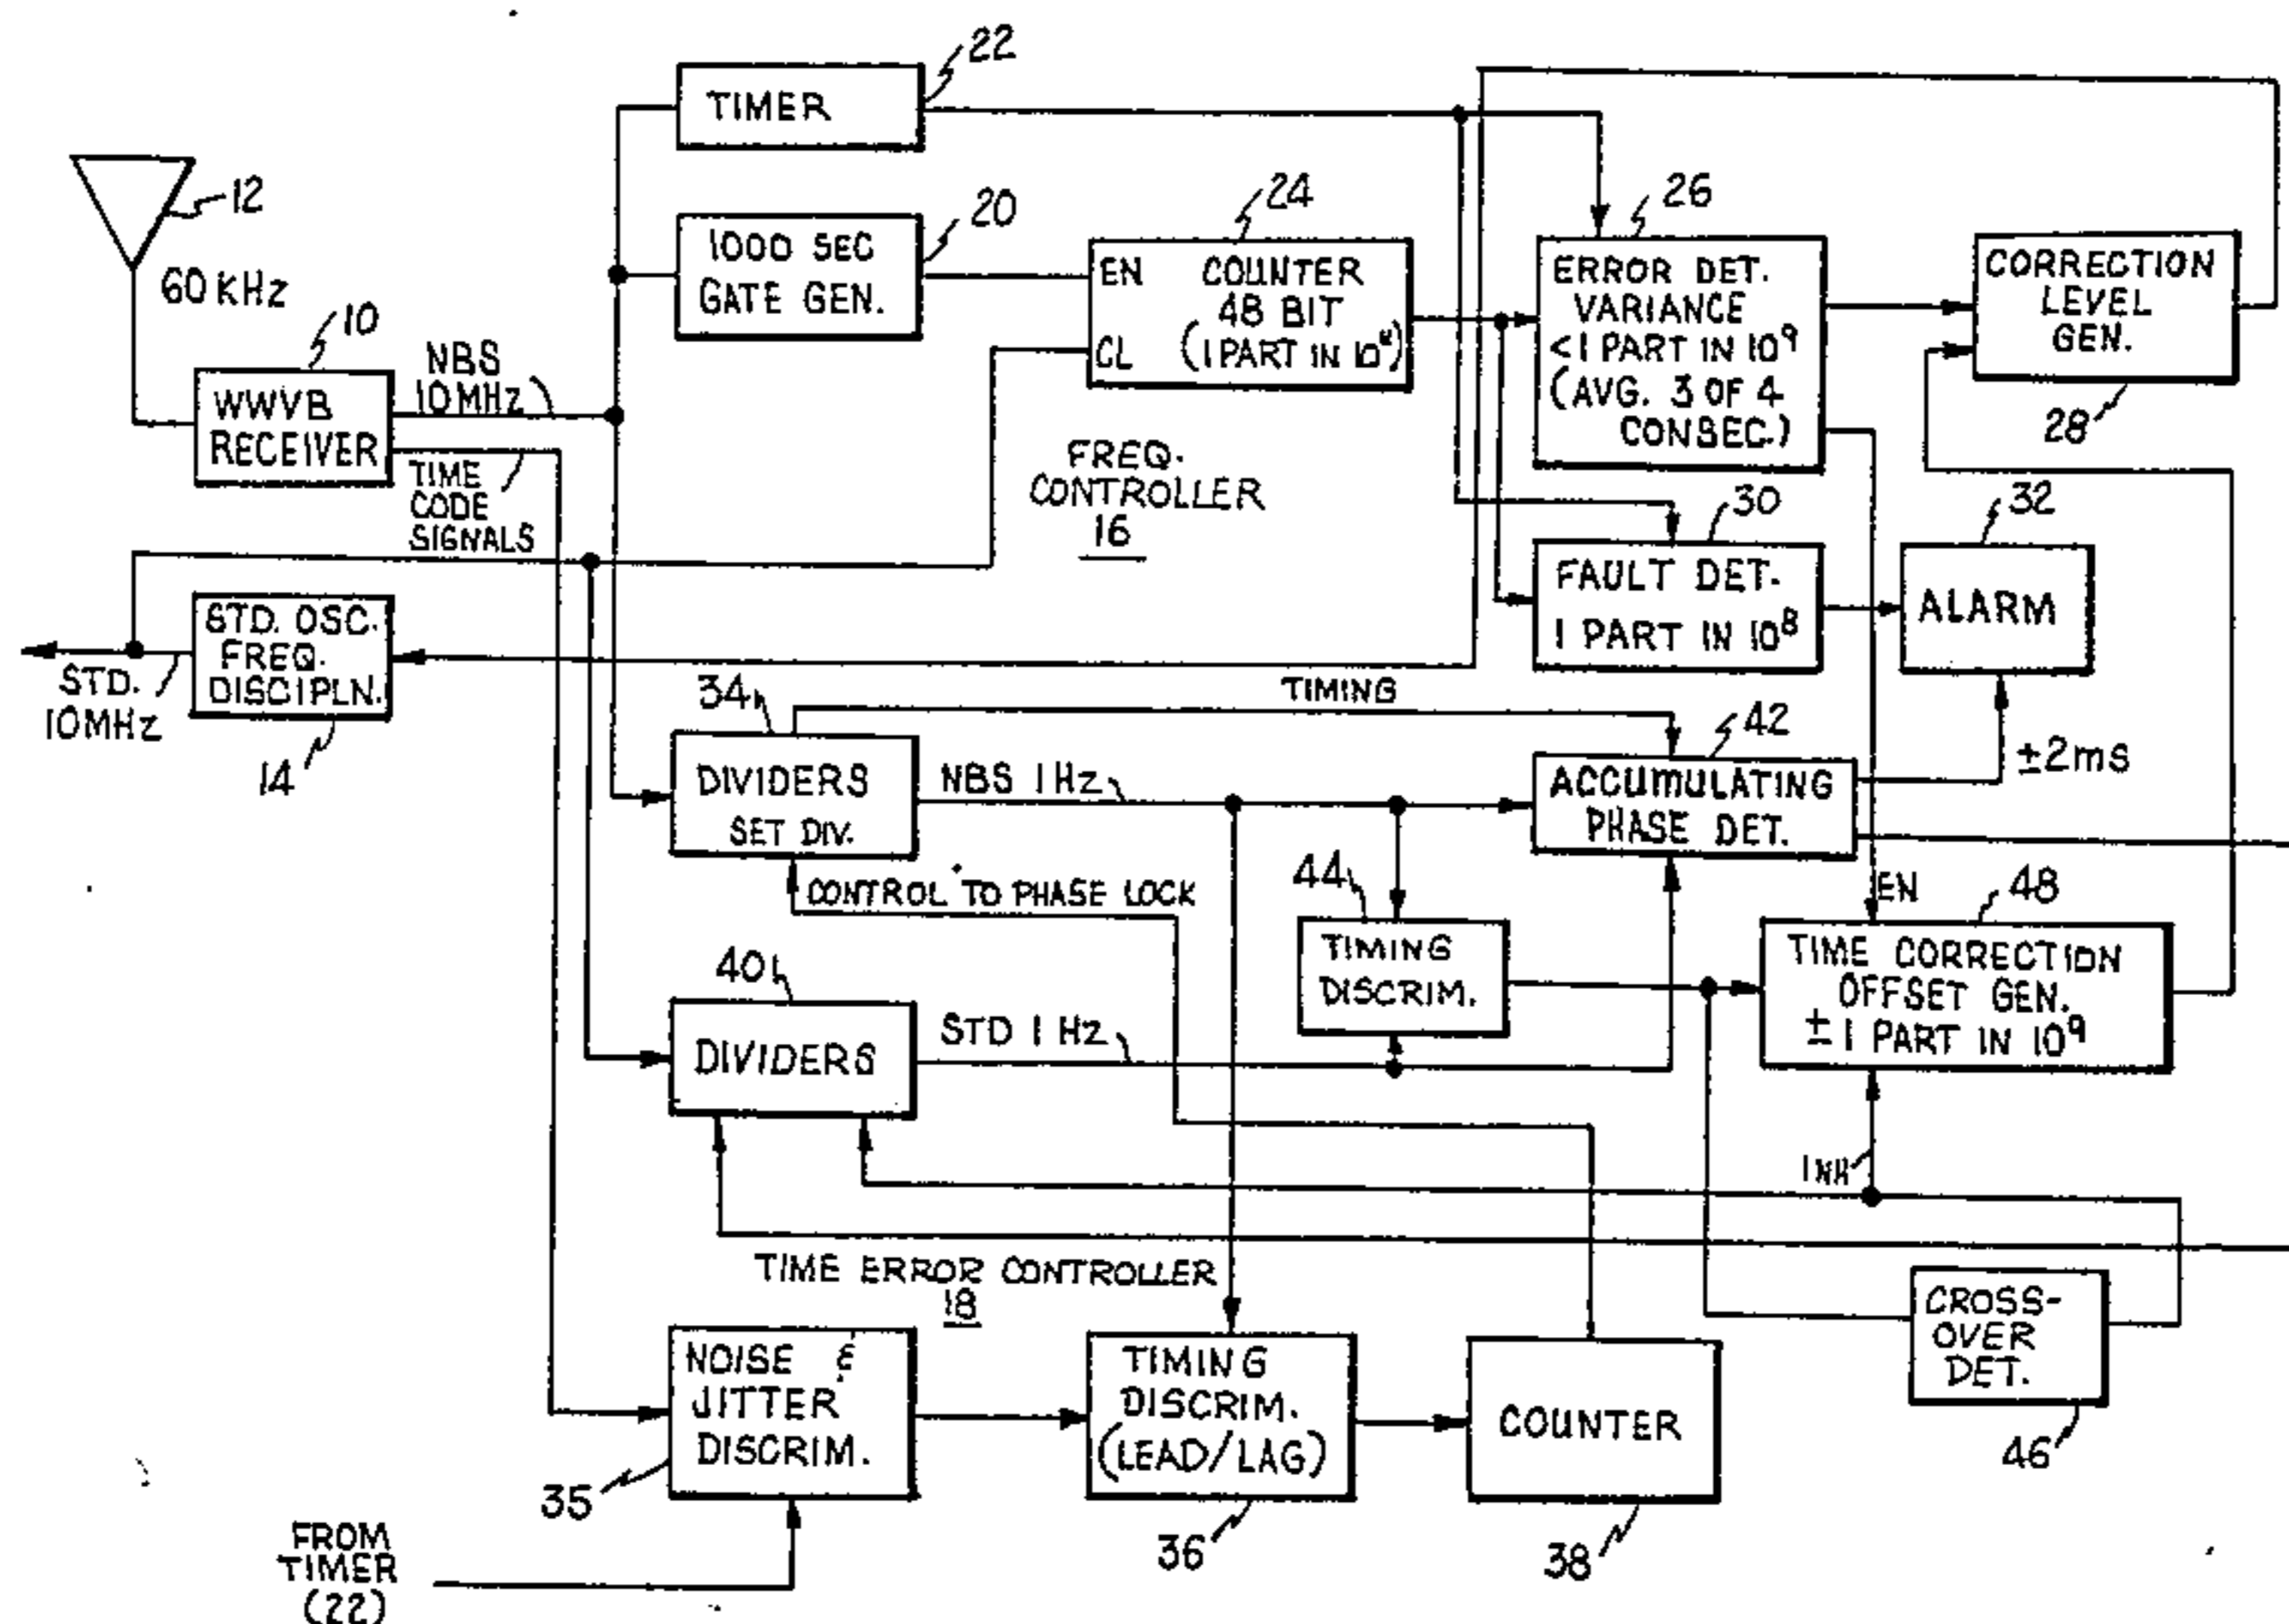 22
TIMER
12
60 KHz
20
1000 SEC
GATE GEN.
24
EN
COUNTER
48 BIT
CL
26
ERROR DET.
VARIANCE
<1 PART IN 10⁹
(AVG. 3 OF 4
CONSEC.)
CORRECTION
LEVEL
GEN.
28
10
WWVB
RECEIVER
NBS
10MHz
TIME
CODE
SIGNALS
FREQ.
CONTROLLER
16
30
FAULT DET.
1 PART IN 10⁸
32
ALARM
STD. OSC.
FREQ.
DISCIPLN.
STD.
10MHz
14
34
TIMING
DIVIDERS
SET DIV.
NBS 1Hz
42
ACCUMULATING
PHASE DET.
±2ms
CONTROL TO PHASE LOCK
44
TIMING
DISCRIM.
EN
48
TIME CORRECTION
OFFSET GEN.
± 1 PART IN 10⁹
40
DIVIDERS
STD 1 Hz
INH
TIME ERROR CONTROLLER
18
CROSS-
OVER
DET.
46
NOISE &
JITTER
DISCRIM.
35
TIMING
DISCRIM.
(LEAD/LAG)
36
COUNTER
38
FROM
TIMER
(22)